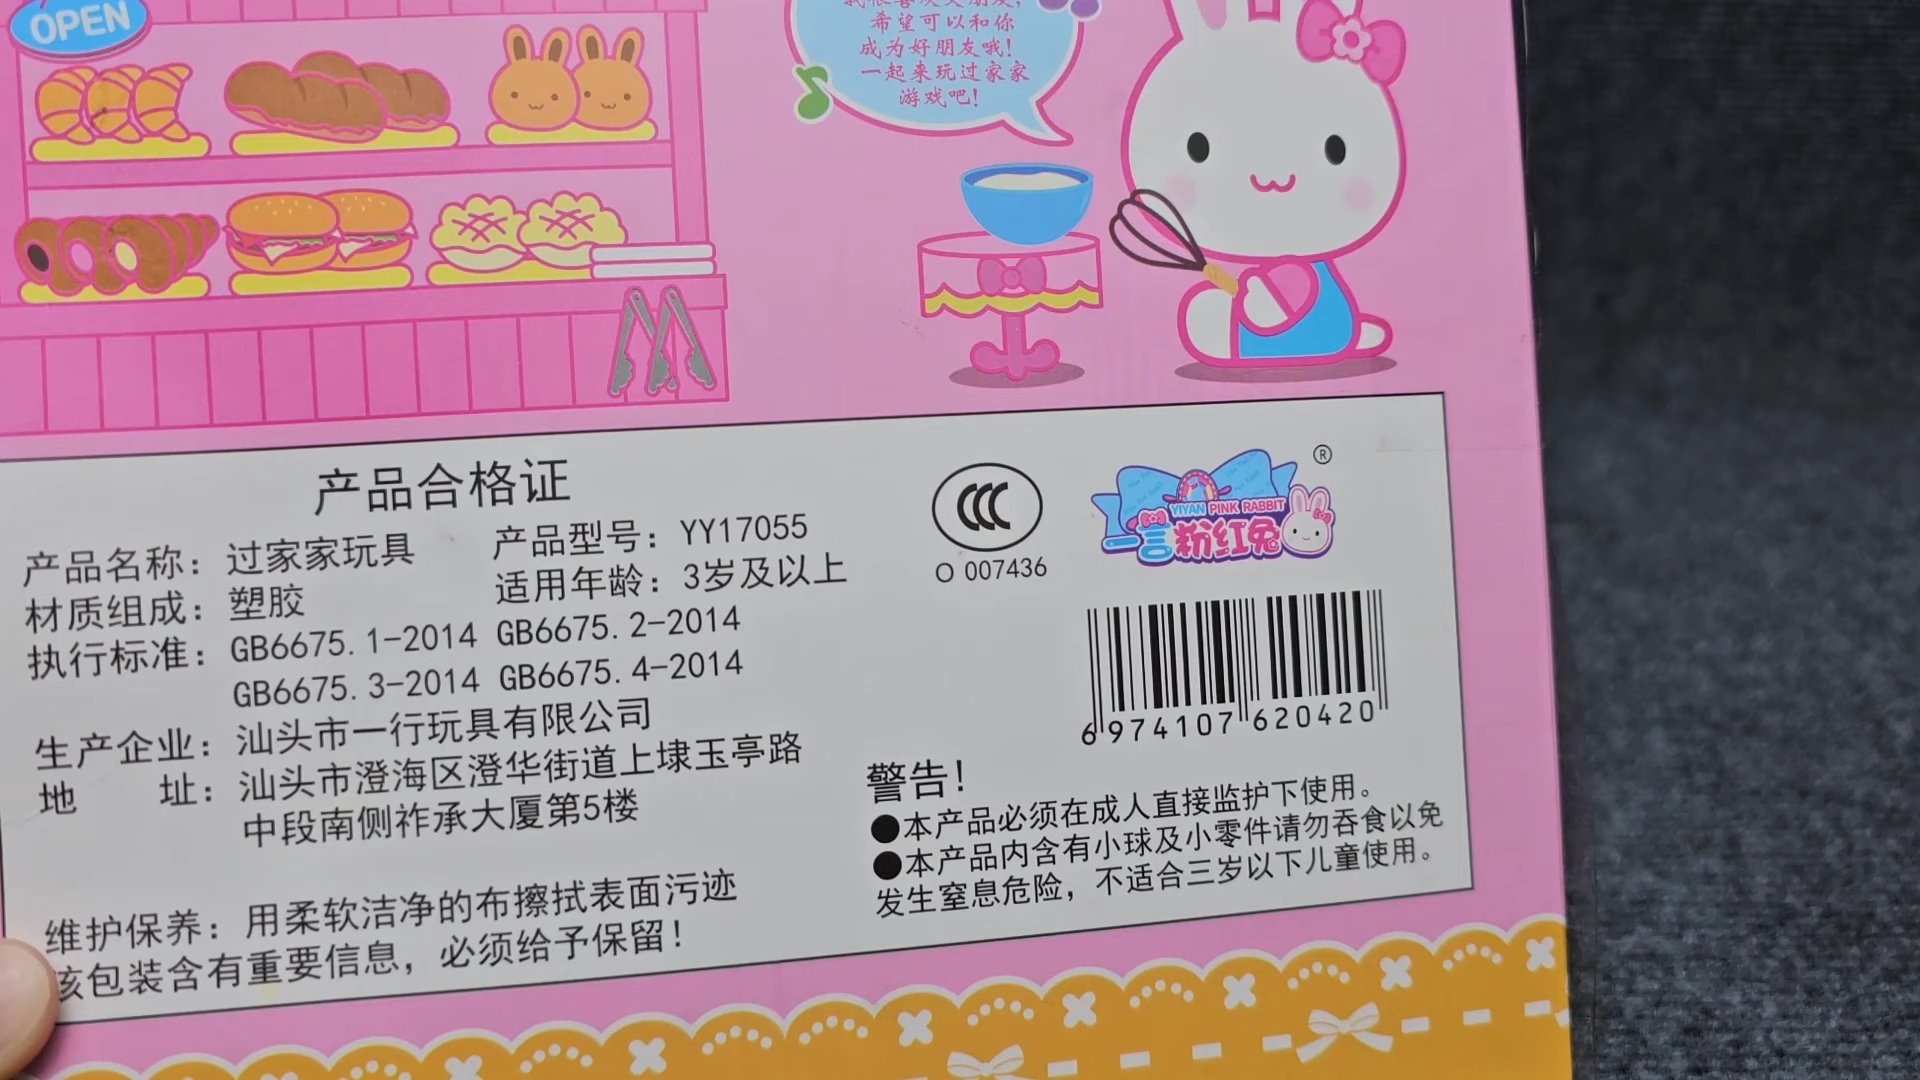 OPEN
希望可以和你
成为好朋友哦!
一起来玩过家家
游戏吧!
产品合格证
产品名称：过家家玩具 产品型号：YY17055
材质组成：塑胶 适用年龄：3岁及以上
执行标准：GB6675.1-2014 GB6675.2-2014
GB6675.3-2014 GB6675.4-2014
生产企业：汕头市一行玩具有限公司
地 址：汕头市澄海区澄华街道上埭玉亭路
中段南侧祚承大厦第5楼
维护保养：用柔软洁净的布擦拭表面污迹
该包装含有重要信息，必须给予保留！
CCC
O 007436
®
YIYAN PINK RABBIT
一言粉红兔
6974107620420
警告！
●本产品必须在成人直接监护下使用。
●本产品内含有小球及小零件请勿吞食以免
发生窒息危险，不适合三岁以下儿童使用。